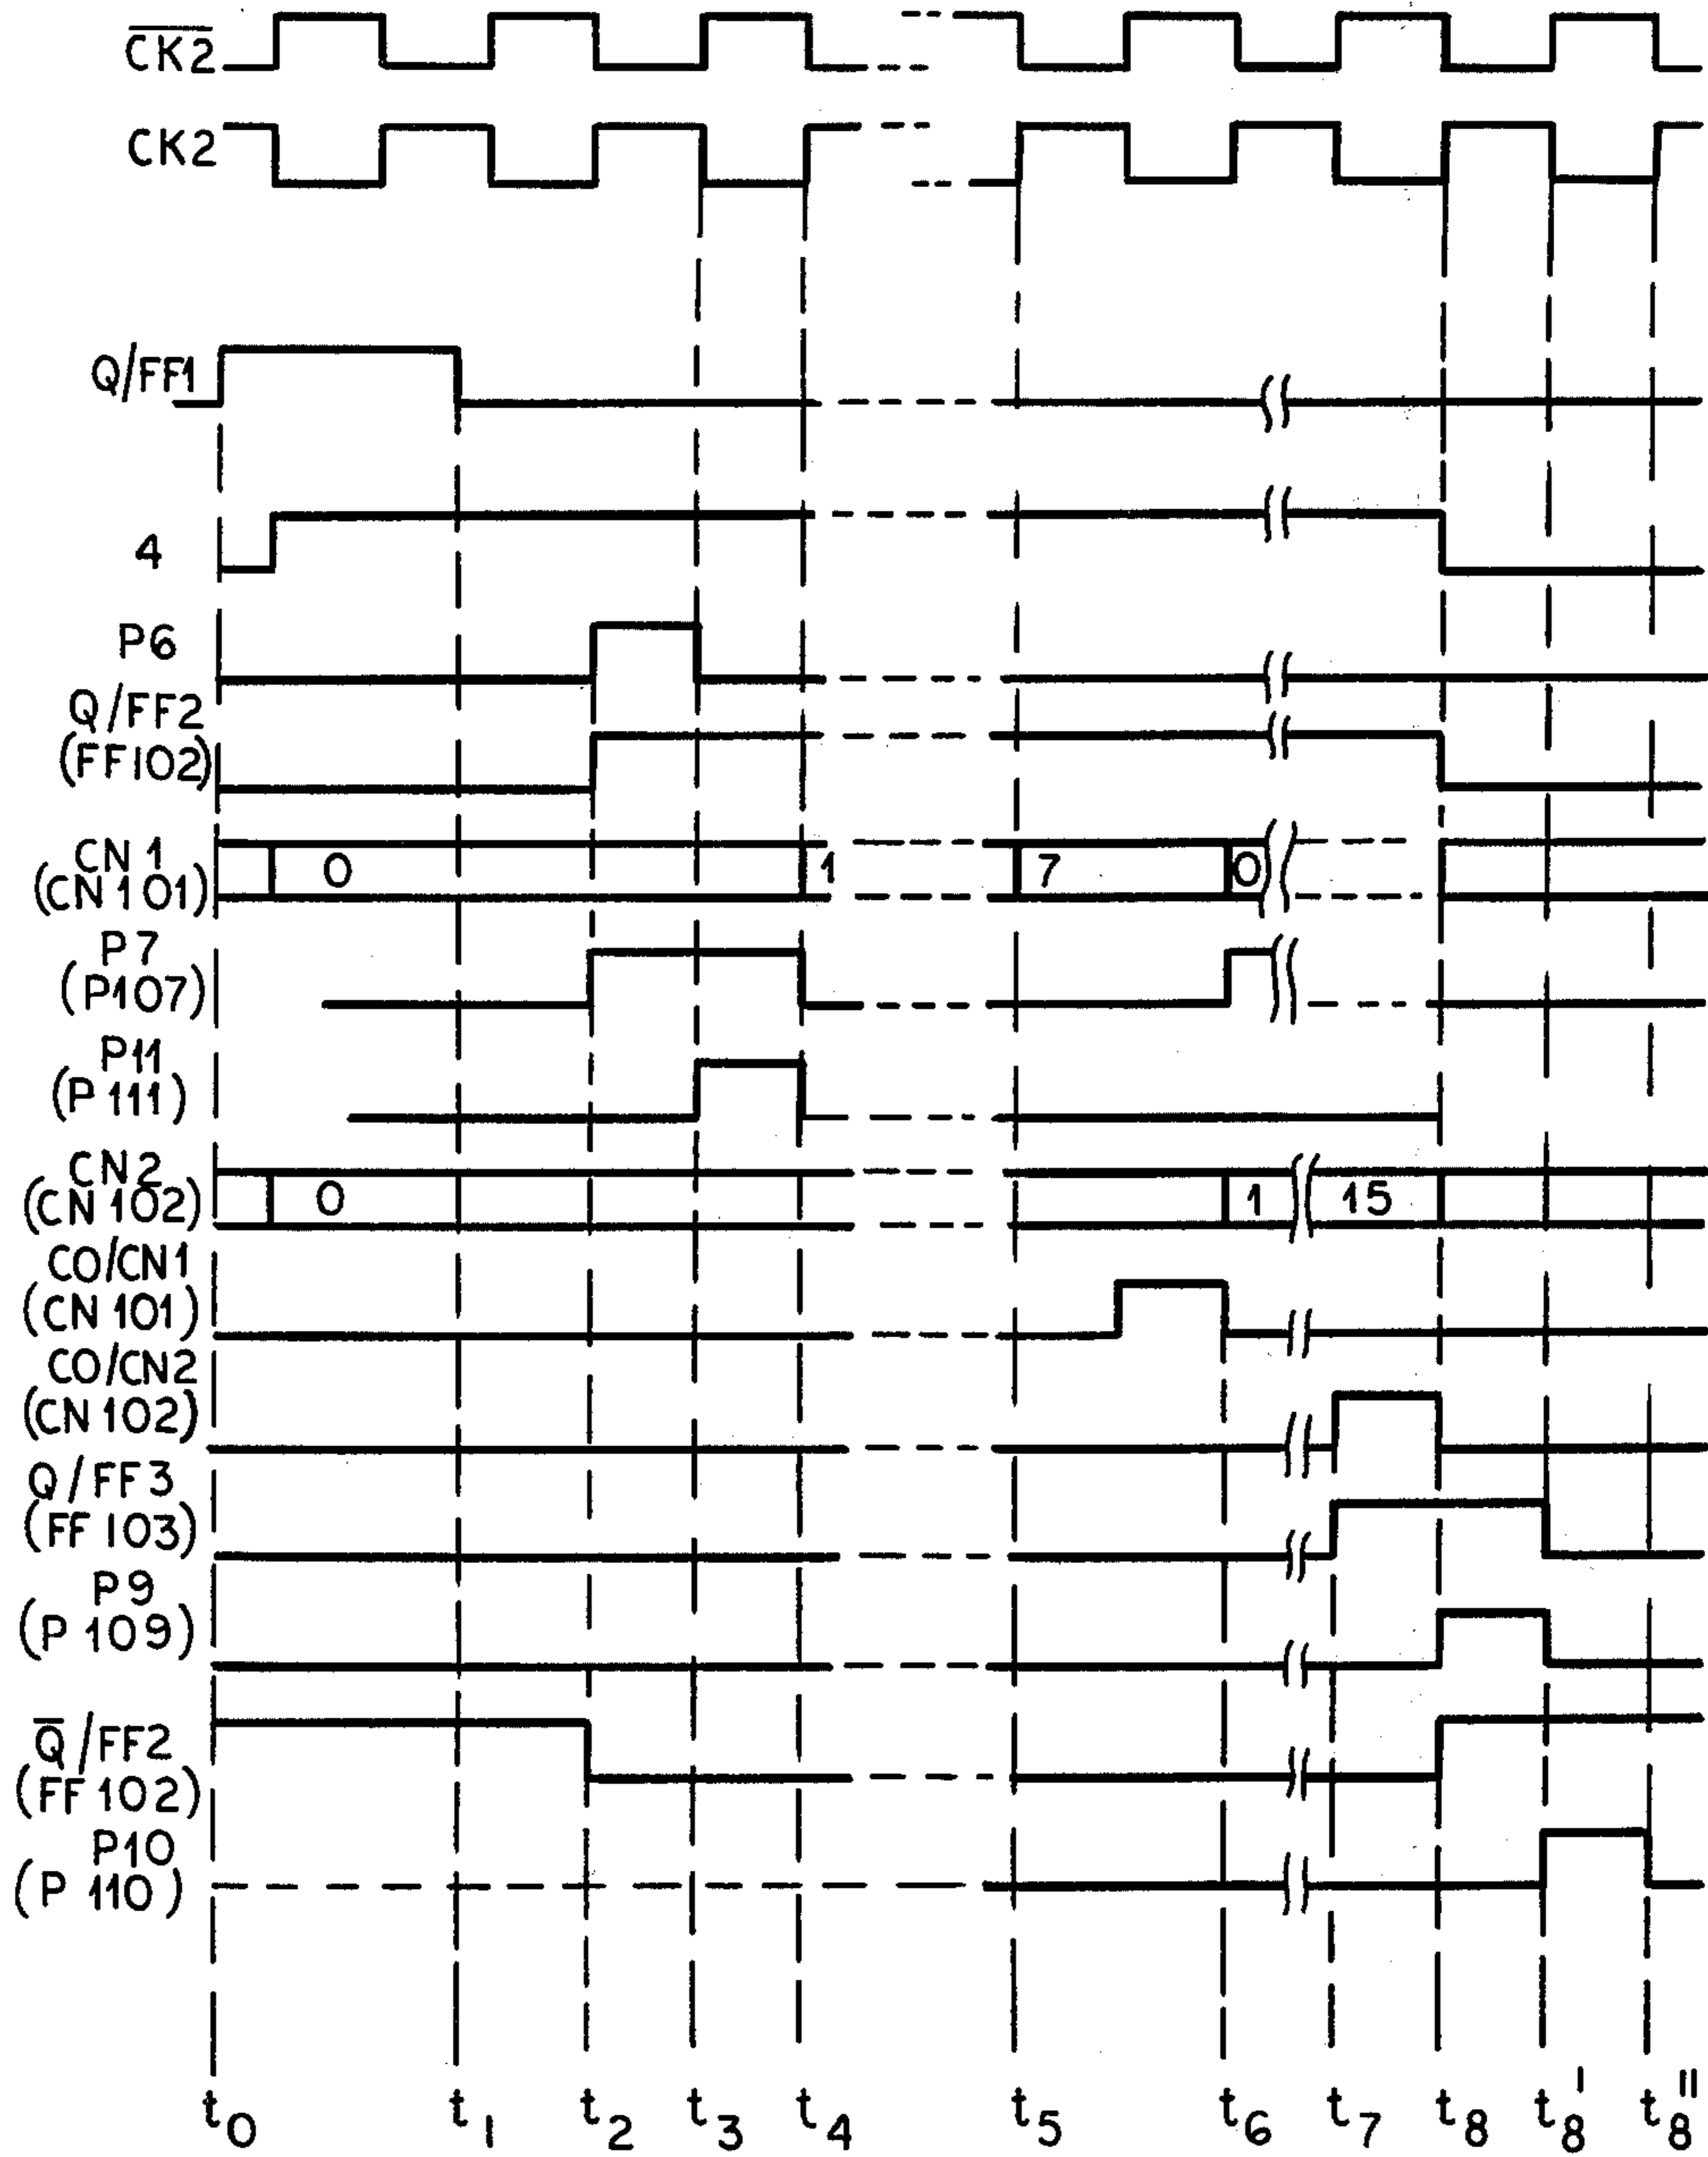 C̅K̅2̅
CK2
Q/FF1
4
P6
Q/FF2
(FF102)
CN1
(CN101)
0
1
7
0
P7
(P107)
P11
(P111)
CN2
(CN102)
0
1
15
CO/CN1
(CN101)
CO/CN2
(CN102)
Q/FF3
(FF103)
P9
(P109)
Q̅/FF2
(FF102)
P10
(P110)
t0 t1 t2 t3 t4 t5 t6 t7 t8 t8' t8"